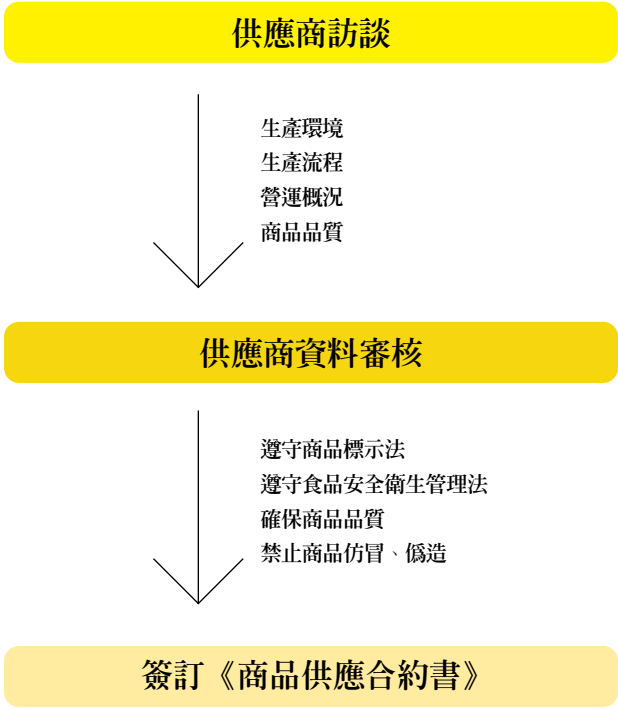 供應商訪談
生產環境
生產流程
營運概況
商品品質
供應商資料審核
遵守商品標示法
遵守食品安全衛生管理法
確保商品品質
禁止商品仿冒、偽造
簽訂《商品供應合約書》